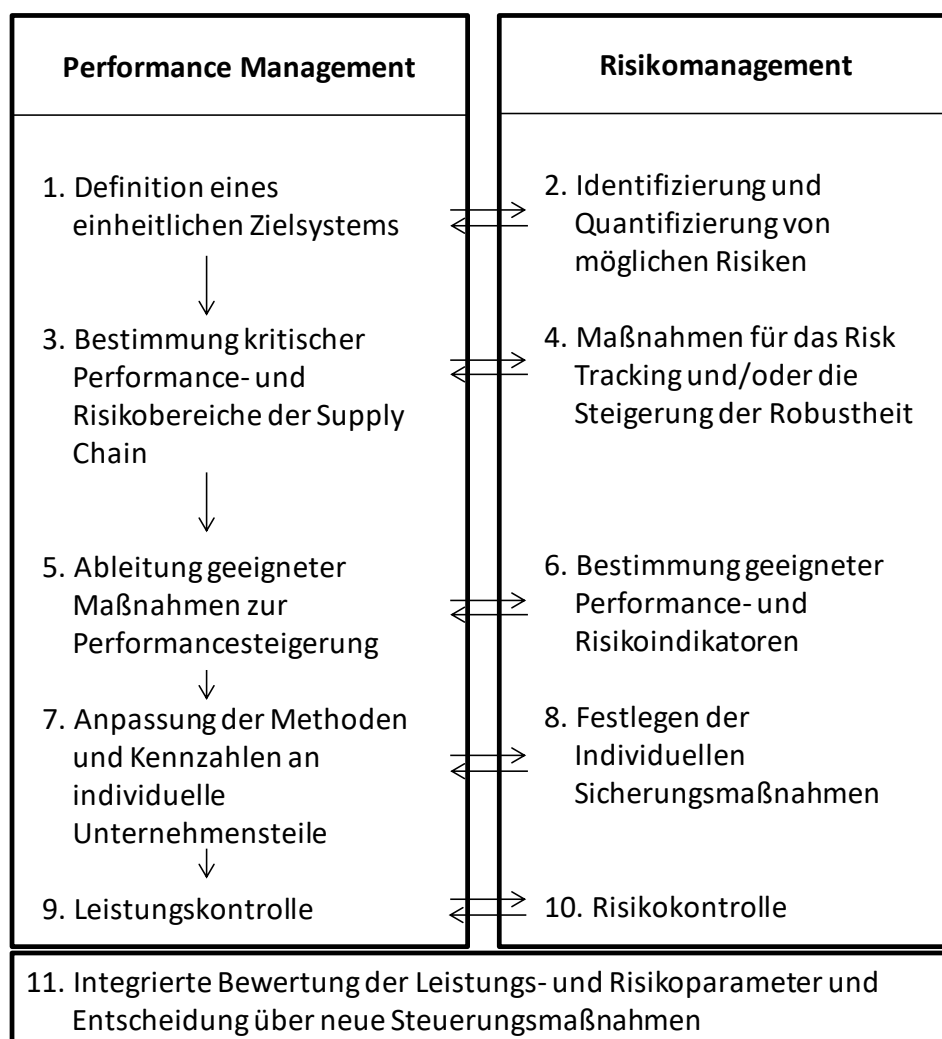 Performance Management
Risikomanagement
1. Definition eines
einheitlichen Zielsystems
2. Identifizierung und
Quantifizierung von
möglichen Risiken
3. Bestimmung kritischer
Performance- und
Risikobereiche der Supply
Chain
4. Maßnahmen für das Risk
Tracking und/oder die
Steigerung der Robustheit
5. Ableitung geeigneter
Maßnahmen zur
Performancesteigerung
6. Bestimmung geeigneter
Performance- und
Risikoindikatoren
7. Anpassung der Methoden
und Kennzahlen an
individuelle
Unternehmensteile
8. Festlegen der
Individuellen
Sicherungsmaßnahmen
9. Leistungskontrolle
10. Risikokontrolle
11. Integrierte Bewertung der Leistungs- und Risikoparameter und
Entscheidung über neue Steuerungsmaßnahmen